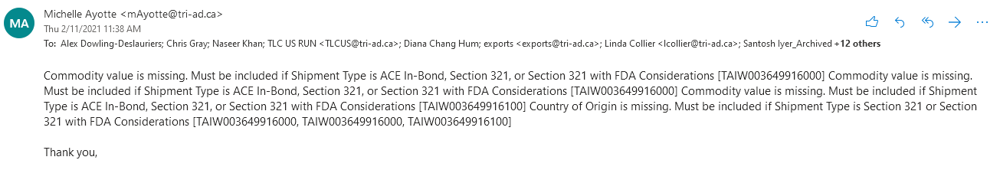 MA
Michelle Ayotte <mAyotte@tri-ad.ca>
Thu 2/11/2021 11:38 AM
To: Alex Dowling-Deslauriers; Chris Gray; Naseer Khan; TLC US RUN <TLCUS@tri-ad.ca>; Diana Chang Hum; exports <exports@tri-ad.ca>; Linda Collier <lcollier@tri-ad.ca>; Santosh Iyer_Archived +12 others
Commodity value is missing. Must be included if Shipment Type is ACE In-Bond, Section 321, or Section 321 with FDA Considerations [TAIW003649916000] Commodity value is missing.
Must be included if Shipment Type is ACE In-Bond, Section 321, or Section 321 with FDA Considerations [TAIW003649916000] Commodity value is missing. Must be included if Shipment
Type is ACE In-Bond, Section 321, or Section 321 with FDA Considerations [TAIW003649916100] Country of Origin is missing. Must be included if Shipment Type is Section 321 or Section
321 with FDA Considerations [TAIW003649916000, TAIW003649916000, TAIW003649916100]
Thank you,